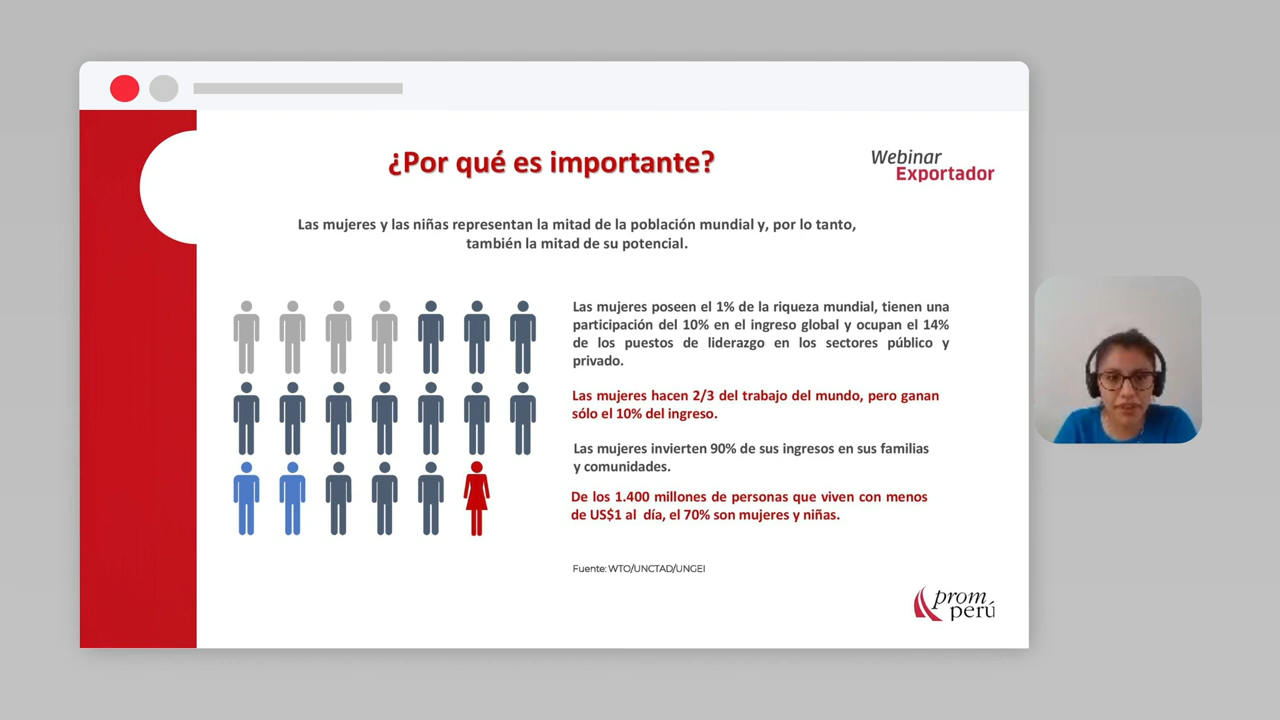 ¿Por qué es importante?
Webinar
Exportador
Las mujeres y las niñas representan la mitad de la población mundial y, por lo tanto,
también la mitad de su potencial.
Las mujeres poseen el 1% de la riqueza mundial, tienen una
participación del 10% en el ingreso global y ocupan el 14%
de los puestos de liderazgo en los sectores público y
privado.
Las mujeres hacen 2/3 del trabajo del mundo, pero ganan
sólo el 10% del ingreso.
Las mujeres invierten 90% de sus ingresos en sus familias
y comunidades.
De los 1.400 millones de personas que viven con menos
de US$1 al día, el 70% son mujeres y niñas.
Fuente: WTO/UNCTAD/UNGEI
prom
perú